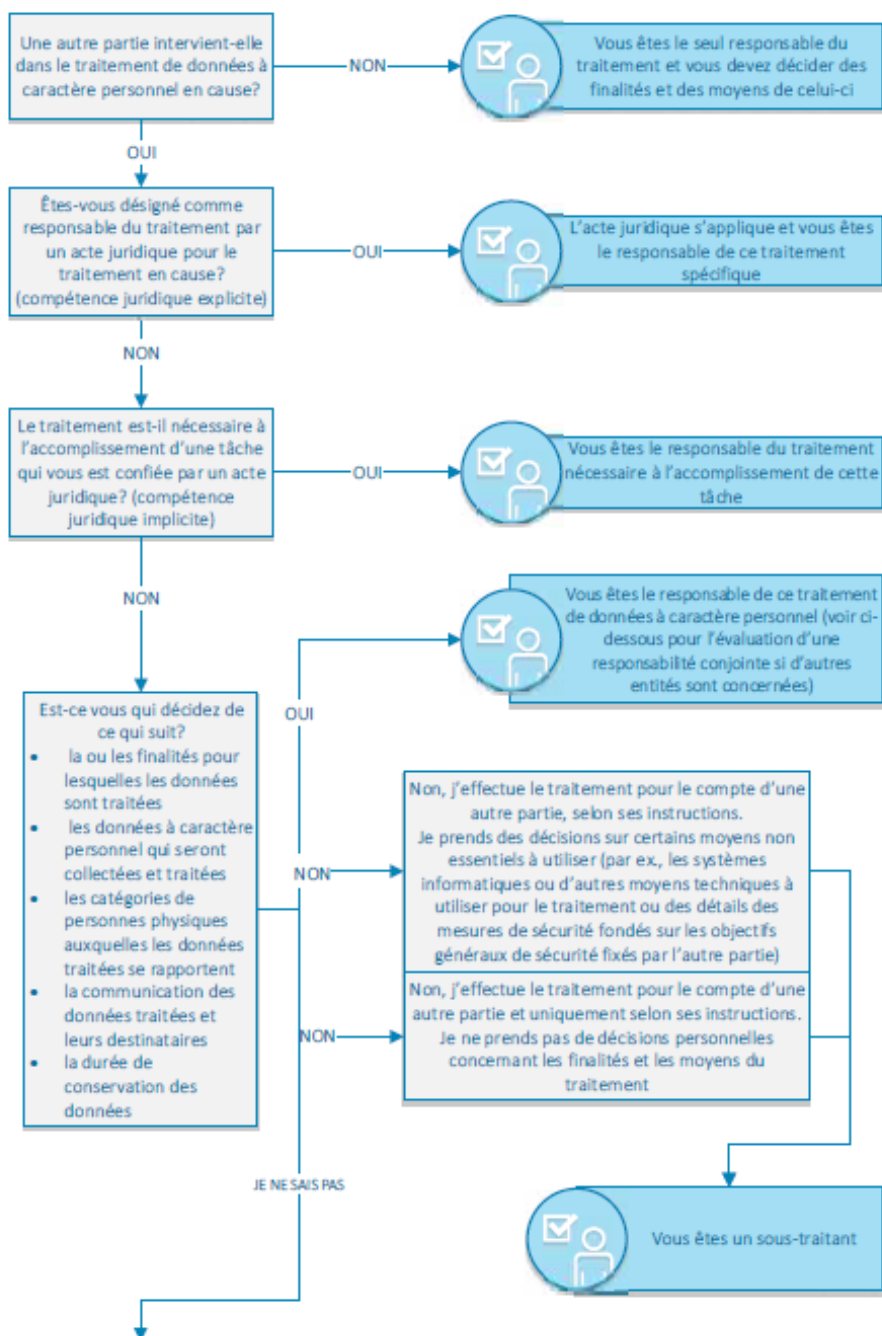 Une autre partie intervient-elle
dans le traitement de données à
caractère personnel en cause?
NON
Vous êtes le seul responsable du
traitement et vous devez décider des
finalités et des moyens de celui-ci
OUI
Êtes-vous désigné comme
responsable du traitement par
un acte juridique pour le
traitement en cause?
(compétence juridique explicite)
OUI
L'acte juridique s'applique et vous êtes
le responsable de ce traitement
spécifique
NON
Le traitement est-il nécessaire à
l'accomplissement d'une tâche
qui vous est confiée par un acte
juridique? (compétence
juridique implicite)
OUI
Vous êtes le responsable du traitement
nécessaire à l'accomplissement de cette
tâche
NON
Vous êtes le responsable de ce traitement
de données à caractère personnel (voir ci-
dessous pour l'évaluation d'une
responsabilité conjointe si d'autres
entités sont concernées)
OUI
Est-ce vous qui décidez de
ce qui suit?
• la ou les finalités pour
lesquelles les données
sont traitées
• les données à caractère
personnel qui seront
collectées et traitées
• les catégories de
personnes physiques
auxquelles les données
traitées se rapportent
• la communication des
données traitées et
leurs destinataires
• la durée de
conservation des
données
NON
Non, j'effectue le traitement pour le compte d'une
autre partie, selon ses instructions.
Je prends des décisions sur certains moyens non
essentiels à utiliser (par ex., les systèmes
informatiques ou d'autres moyens techniques à
utiliser pour le traitement ou des détails des
mesures de sécurité fondés sur les objectifs
généraux de sécurité fixés par l'autre partie)
NON
Non, j'effectue le traitement pour le compte d'une
autre partie et uniquement selon ses instructions.
Je ne prends pas de décisions personnelles
concernant les finalités et les moyens du
traitement
JE NE SAIS PAS
Vous êtes un sous-traitant